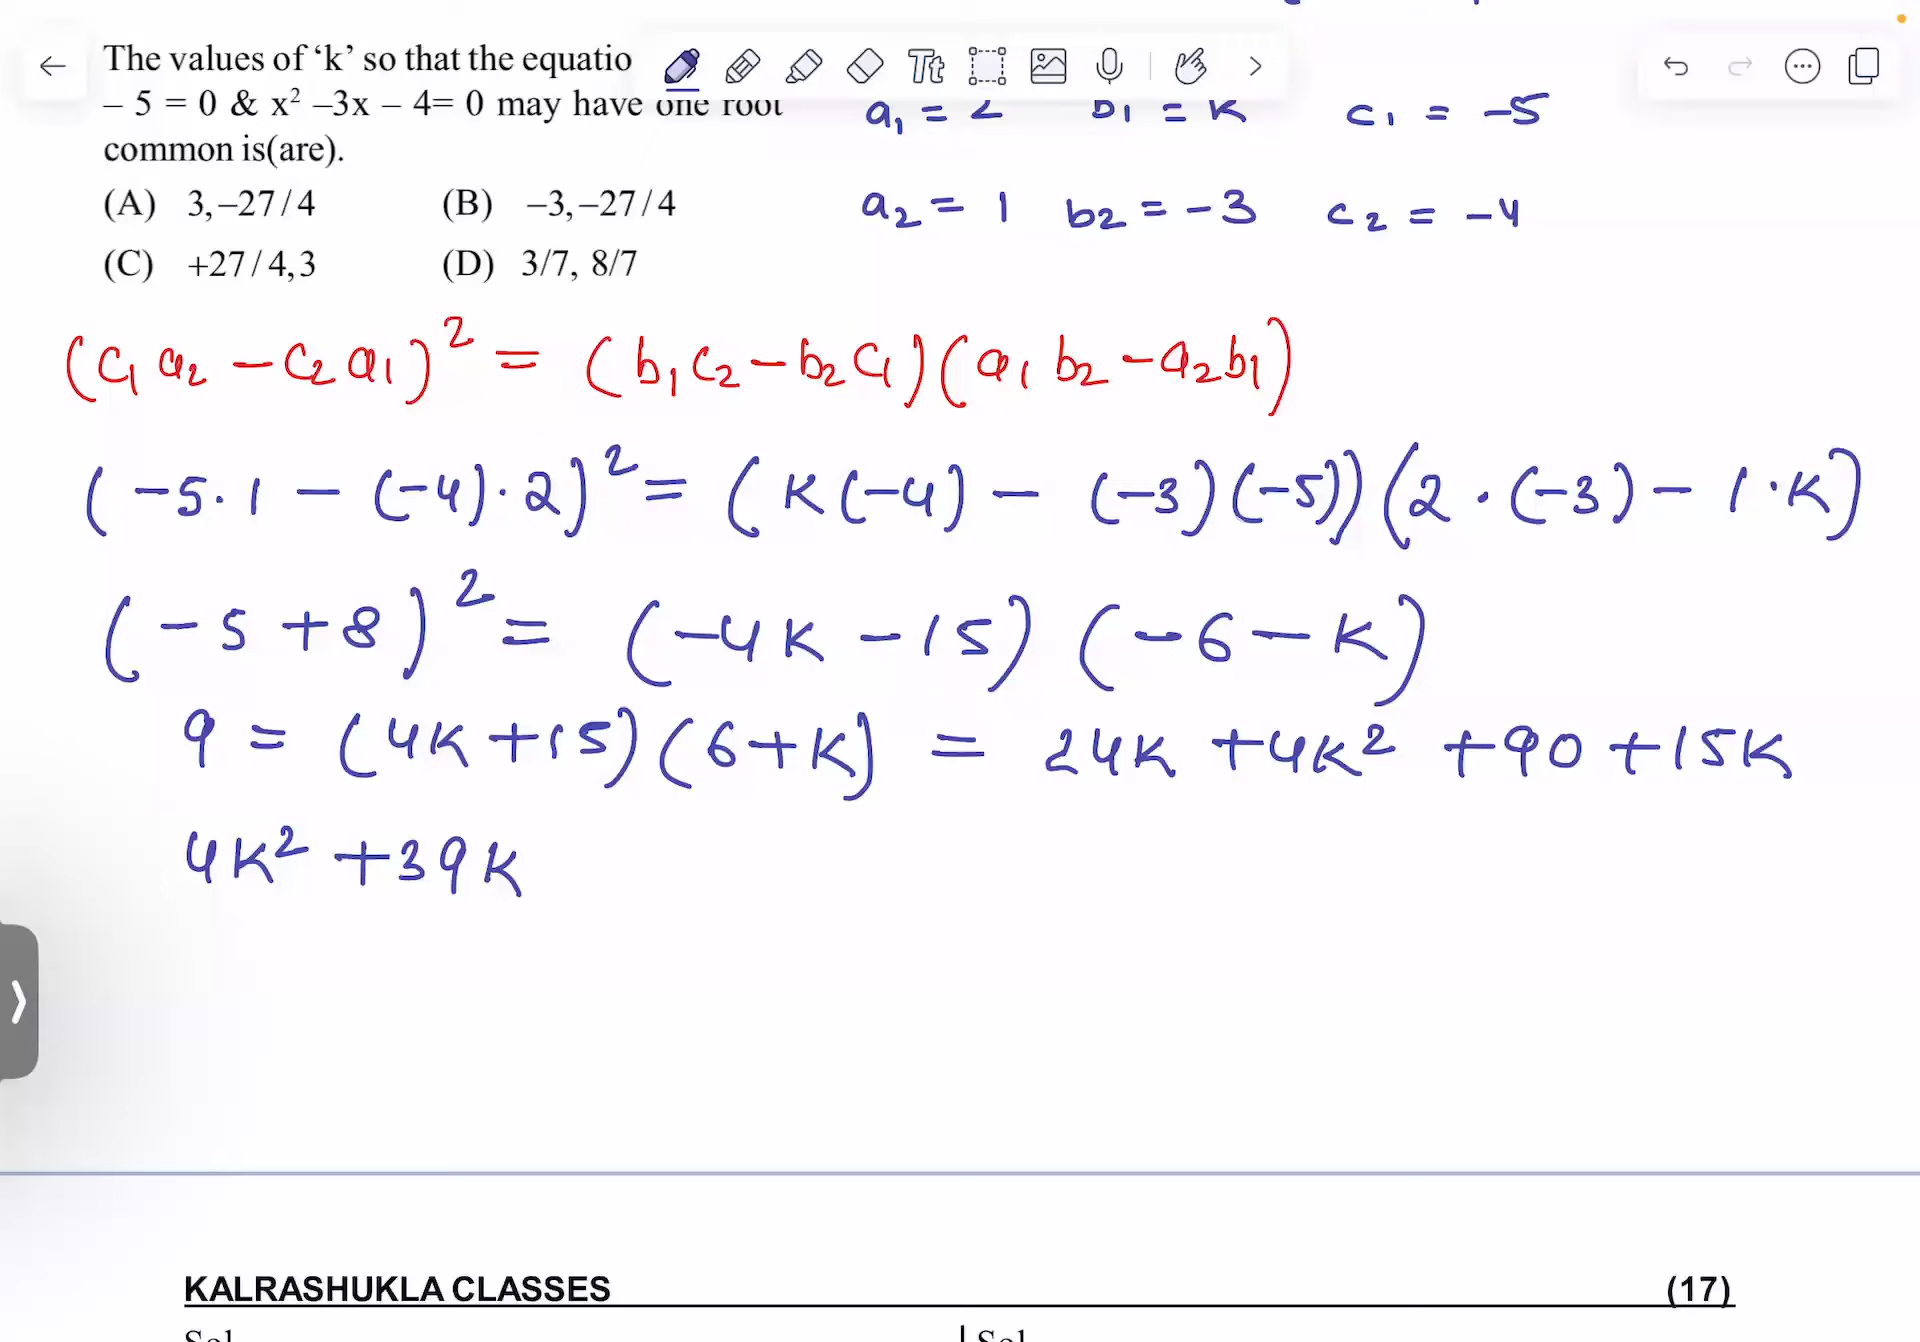 The values of ‘k’ so that the equatio
– 5 = 0 & x² –3x – 4= 0 may have one root
common is(are).
(A) 3,–27/4 (B) –3,–27/4
(C) +27/4,3 (D) 3/7, 8/7
Tt
a₁ = 2 b₁ = K c₁ = -5
a₂ = 1 b₂ = -3 c₂ = -4
(c₁a₂ - c₂a₁)² = (b₁c₂ - b₂c₁)(a₁b₂ - a₂b₁)
(-5.1 - (-4).2)² = (K(-4) - (-3)(-5))(2.(-3) - 1.K)
(-5+8)² = (-4K-15)(-6-K)
9 = (4K+15)(6+K) = 24K+4K²+90+15K
4K²+39K
KALRASHUKLA CLASSES (17)